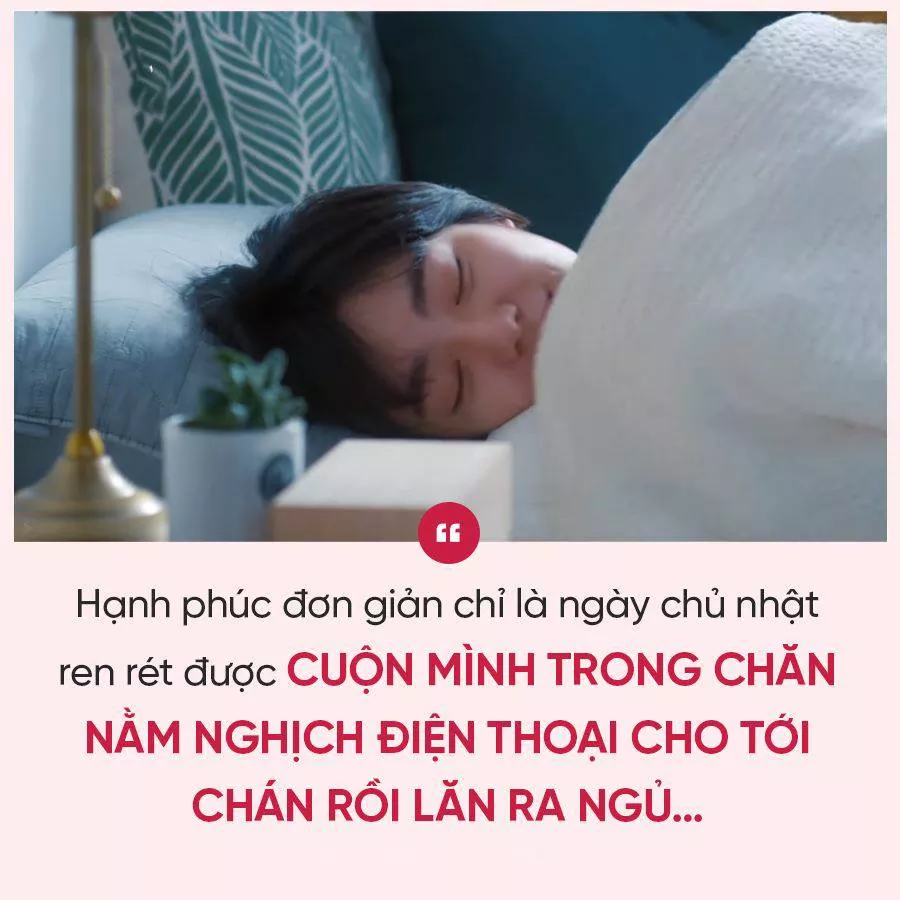 Hạnh phúc đơn giản chỉ là ngày chủ nhật
ren rét được CUỘN MÌNH TRONG CHĂN
NẰM NGHỊCH ĐIỆN THOẠI CHO TỚI
CHÁN RỒI LĂN RA NGỦ...